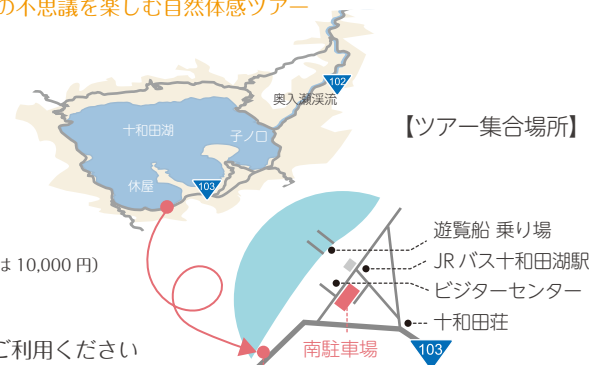 の不思議を楽しむ自然体感ツアー
102
奥入瀬渓流
十和田湖
子ノ口
【ツアー集合場所】
休屋
103
遊覧船 乗り場
は 10,000 円）
JR バス十和田湖駅
ビジターセンター
十和田荘
ご利用ください
南駐車場
103